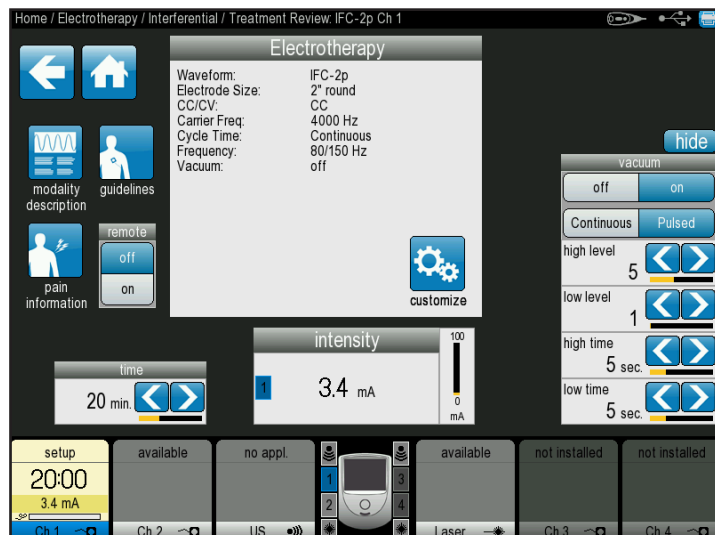 Home / Electrotherapy / Interferential / Treatment Review: IFC-2p Ch 1
Electrotherapy
Waveform: IFC-2p
Electrode Size: 2" round
CC/CV: CC
Carrier Freq: 4000 Hz
Cycle Time: Continuous
Frequency: 80/150 Hz
Vacuum: off
customize
modality
description
guidelines
pain
information
remote
off
on
hide
vacuum
off on
Continuous Pulsed
high level
5
low level
1
high time
5 sec.
low time
5 sec.
time
20 min.
intensity
1 3.4 mA
100
0
mA
setup
20:00
3.4 mA
Ch 1
available
Ch 2
no appl.
US
1
2
3
4
available
Laser
not installed
Ch 3
not installed
Ch 4